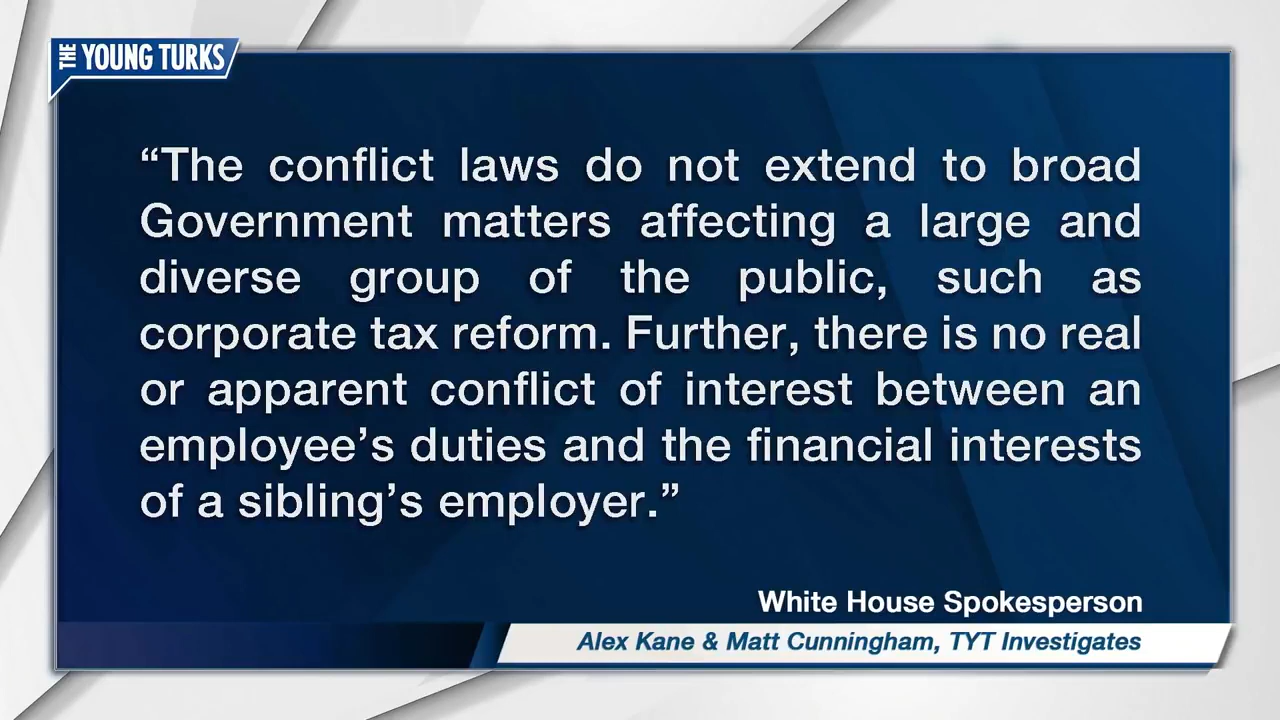 THE YOUNG TURKS
“The conflict laws do not extend to broad
Government matters affecting a large and
diverse group of the public, such as
corporate tax reform. Further, there is no real
or apparent conflict of interest between an
employee’s duties and the financial interests
of a sibling’s employer.”
White House Spokesperson
Alex Kane & Matt Cunningham, TYT Investigates